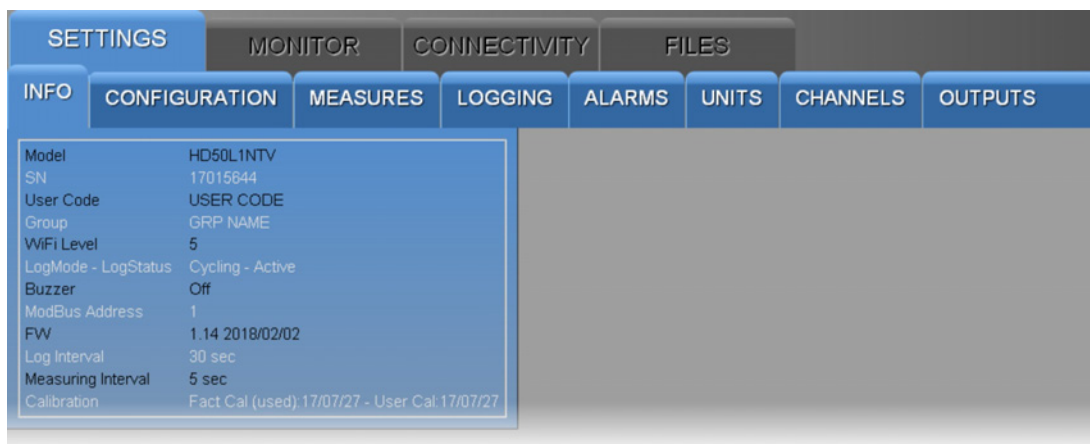 SETTINGS MONITOR CONNECTIVITY FILES
INFO CONFIGURATION MEASURES LOGGING ALARMS UNITS CHANNELS OUTPUTS
Model HD50L1NTV
SN 17015644
User Code USER CODE
Group GRP NAME
WiFi Level 5
LogMode - LogStatus Cycling - Active
Buzzer Off
ModBus Address 1
FW 1.14 2018/02/02
Log Interval 30 sec
Measuring Interval 5 sec
Calibration Fact Cal (used):17/07/27 - User Cal:17/07/27